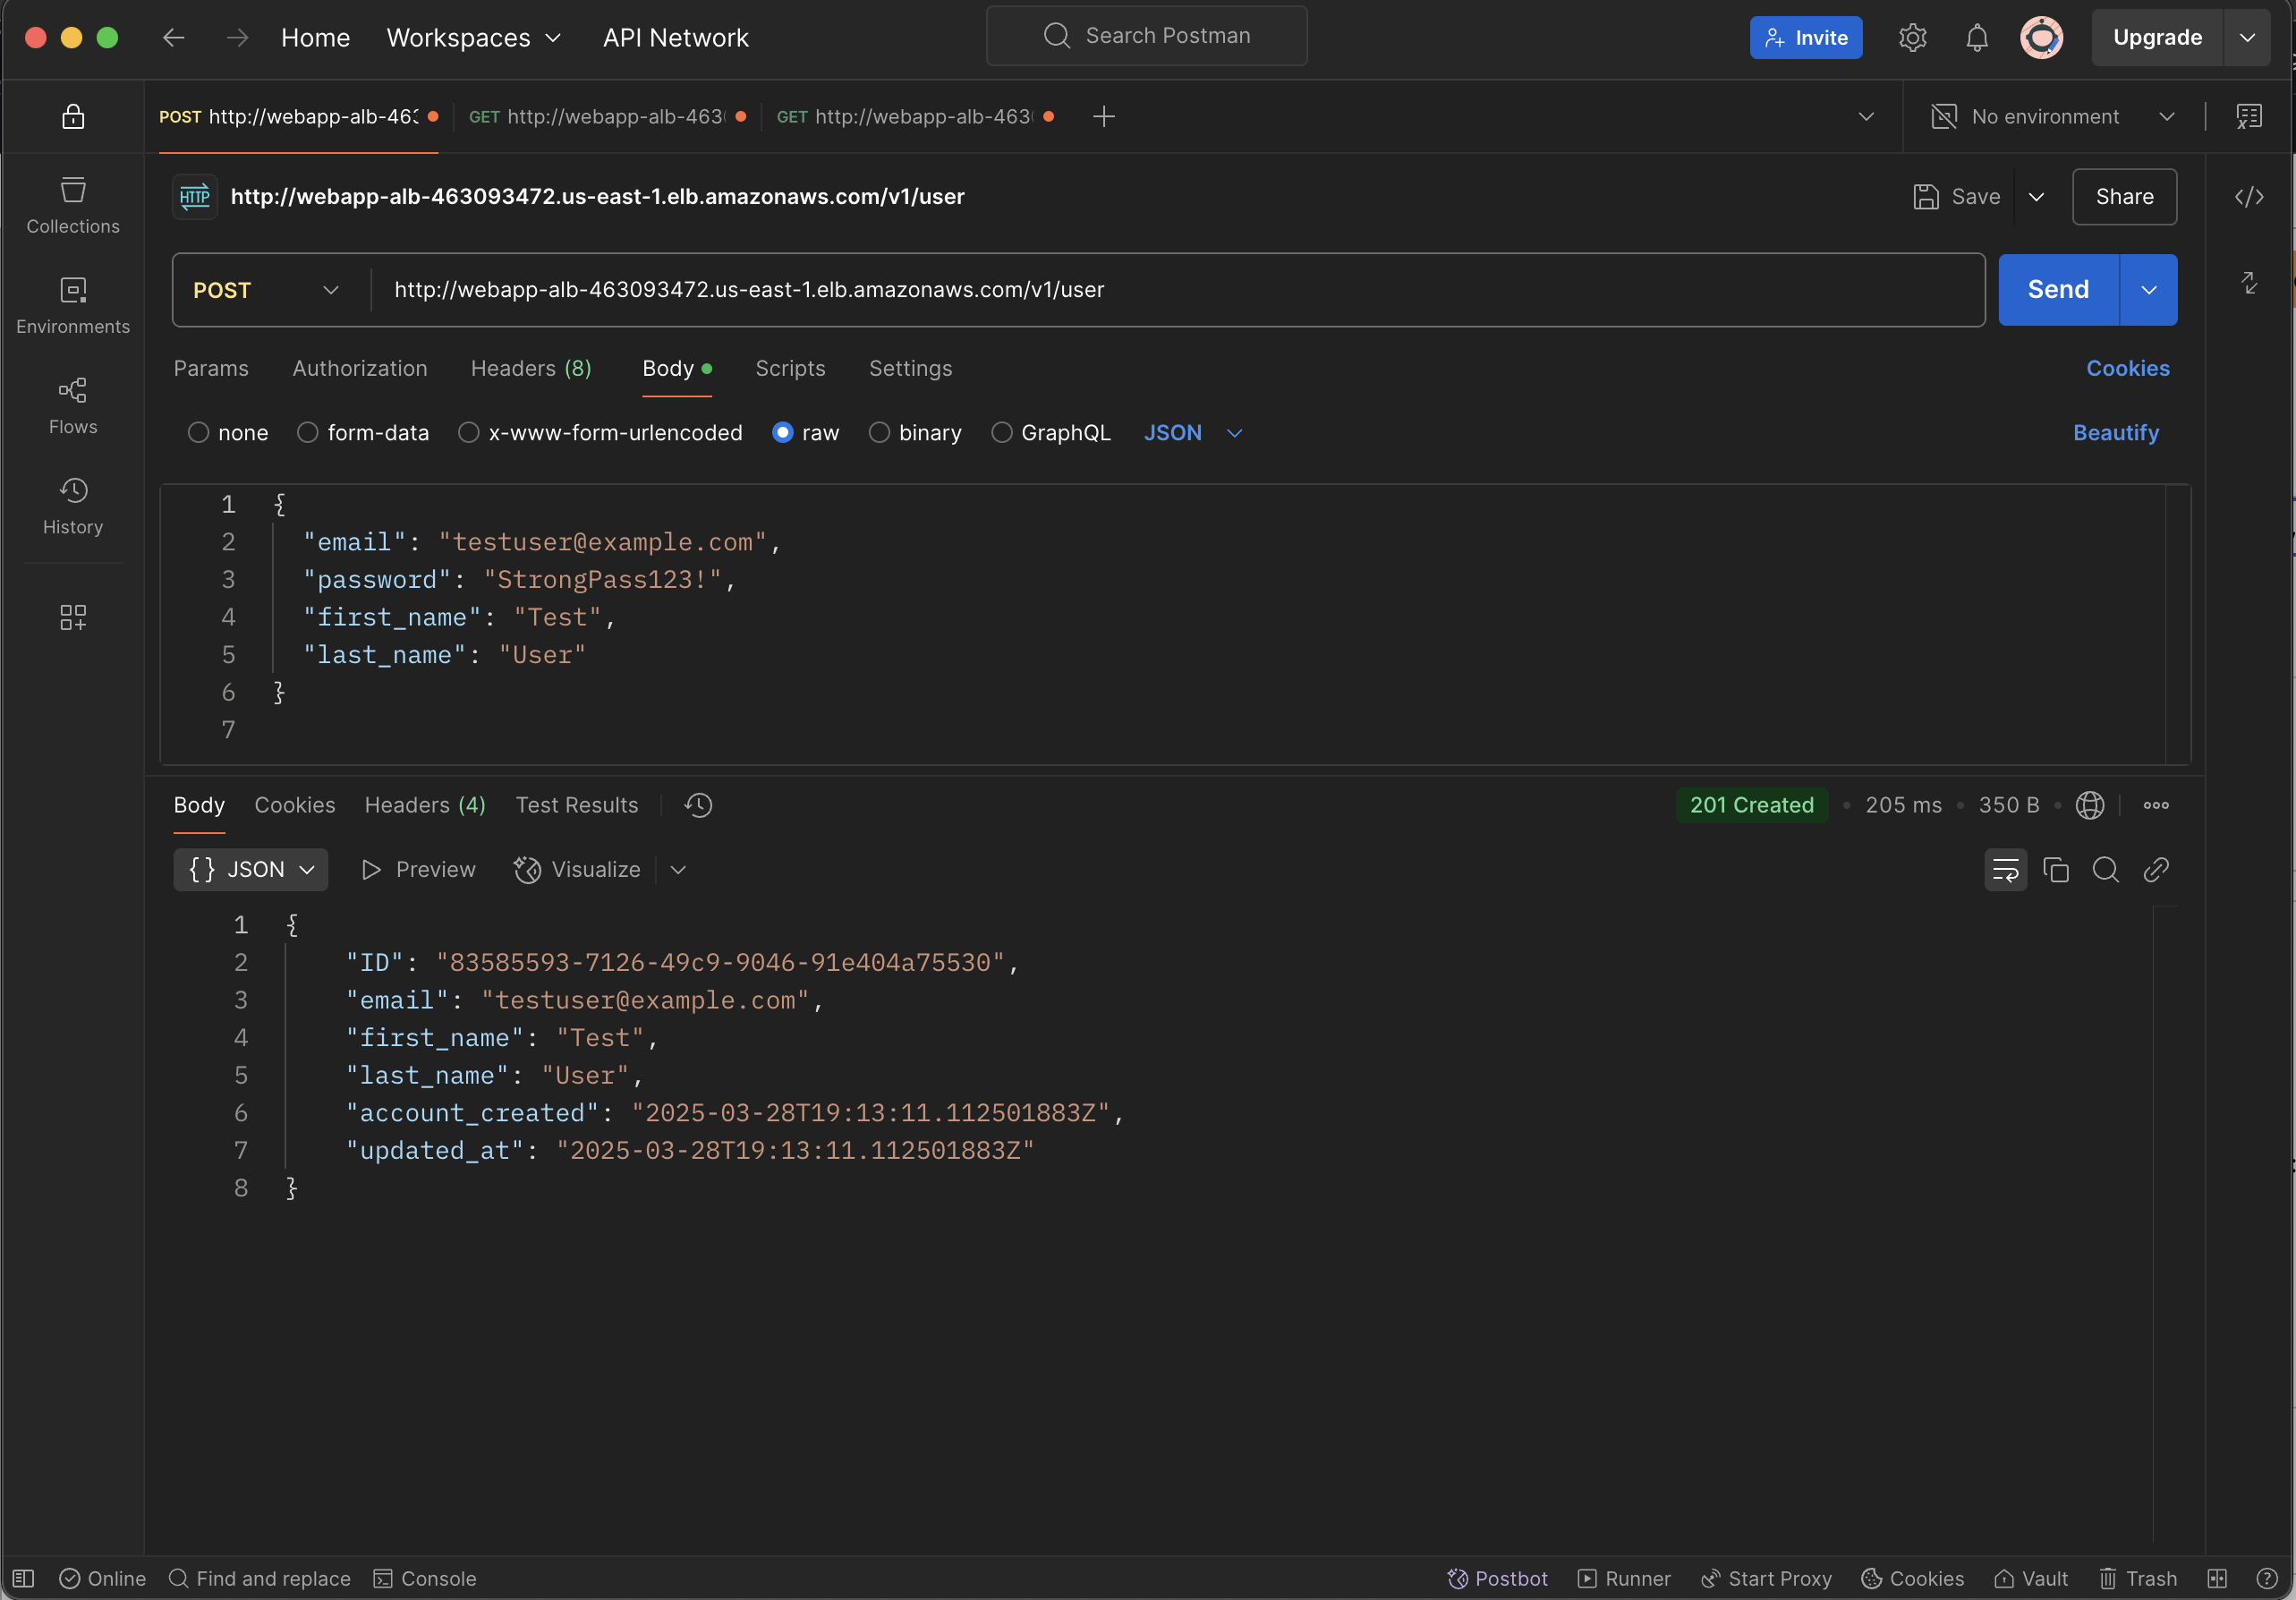 Home Workspaces API Network Search Postman Invite Upgrade
POST http://webapp-alb-463 GET http://webapp-alb-463 GET http://webapp-alb-463 No environment
HTTP http://webapp-alb-463093472.us-east-1.elb.amazonaws.com/v1/user Save Share
Collections
POST http://webapp-alb-463093472.us-east-1.elb.amazonaws.com/v1/user Send
Environments
Params Authorization Headers (8) Body Scripts Settings Cookies
Flows
none form-data x-www-form-urlencoded raw binary GraphQL JSON Beautify
History
1 {
2 "email": "testuser@example.com",
3 "password": "StrongPass123!",
4 "first_name": "Test",
5 "last_name": "User"
6 }
7
Body Cookies Headers (4) Test Results 201 Created • 205 ms • 350 B •
{} JSON Preview Visualize
1 {
2 "ID": "83585593-7126-49c9-9046-91e404a75530",
3 "email": "testuser@example.com",
4 "first_name": "Test",
5 "last_name": "User",
6 "account_created": "2025-03-28T19:13:11.112501883Z",
7 "updated_at": "2025-03-28T19:13:11.112501883Z"
8 }
Online Find and replace Console Postbot Runner Start Proxy Cookies Vault Trash